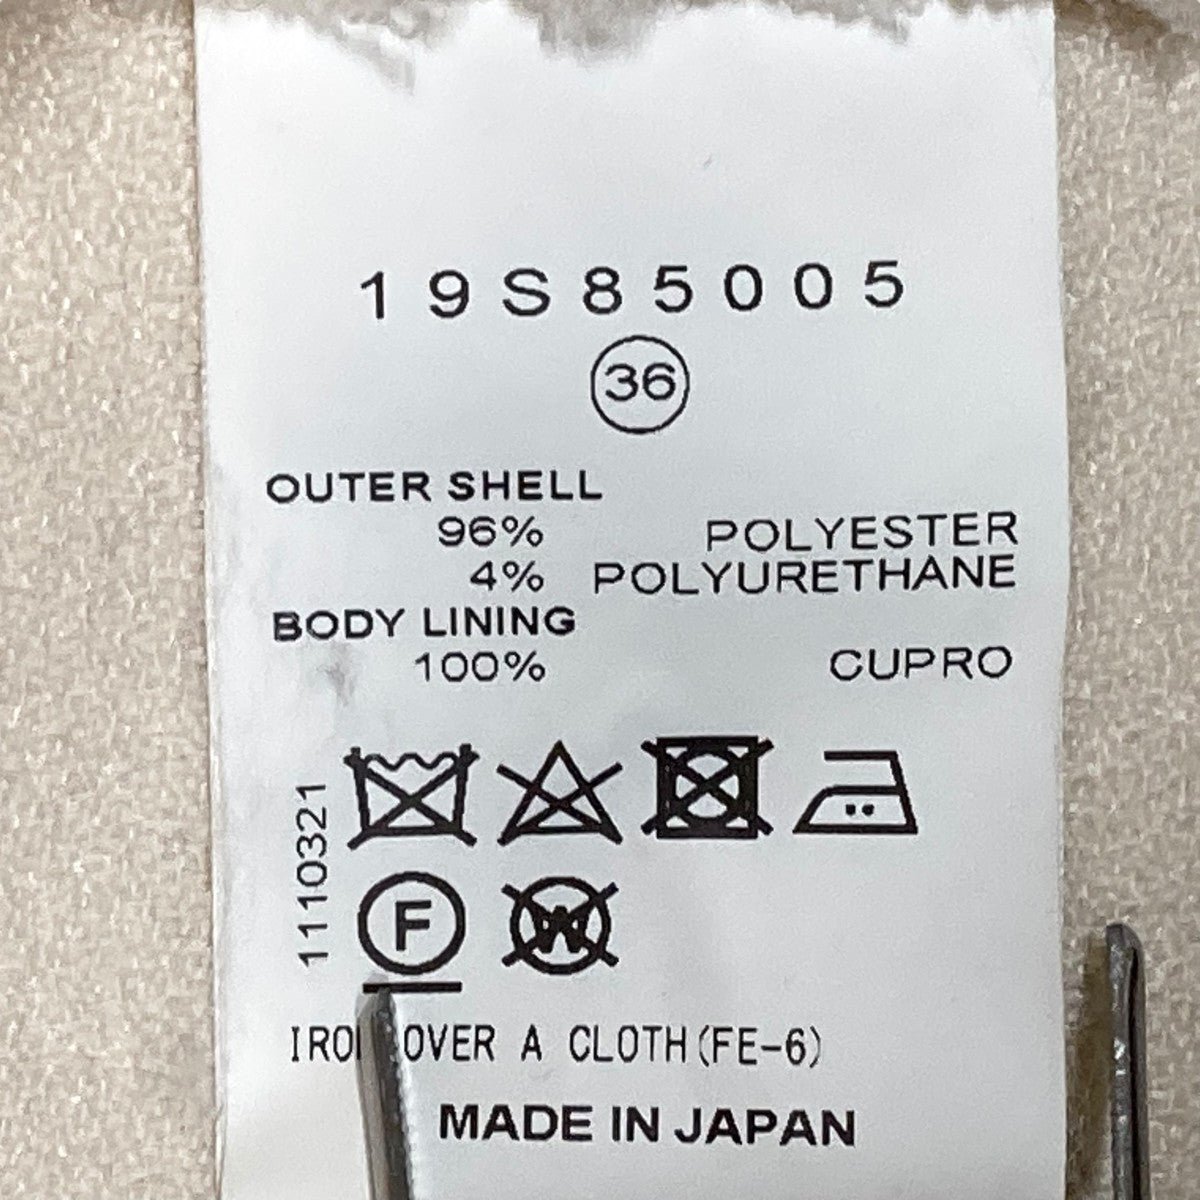 19S85005
36
OUTER SHELL
96% POLYESTER
4% POLYURETHANE
BODY LINING
100% CUPRO
1110321
F W
OVER A CLOTH(FE-6)
MADE IN JAPAN